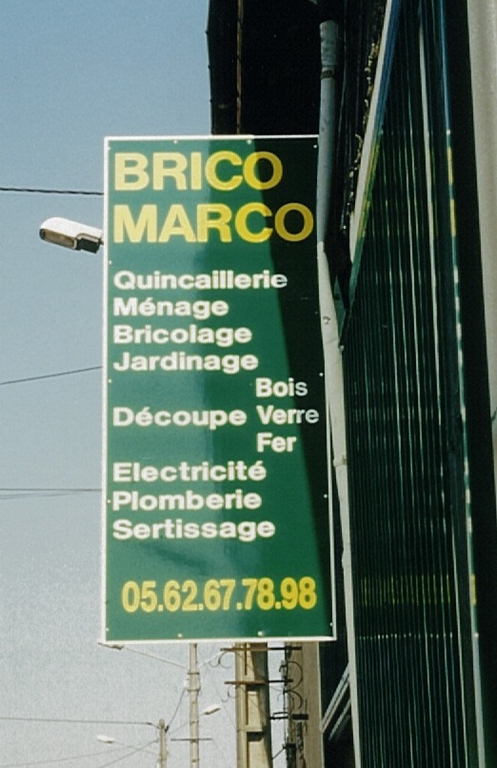 BRICO
MARCO
Quincaillerie
Ménage
Bricolage
Jardinage
Bois
Découpe Verre
Fer
Electricité
Plomberie
Sertissage
05.62.67.78.98